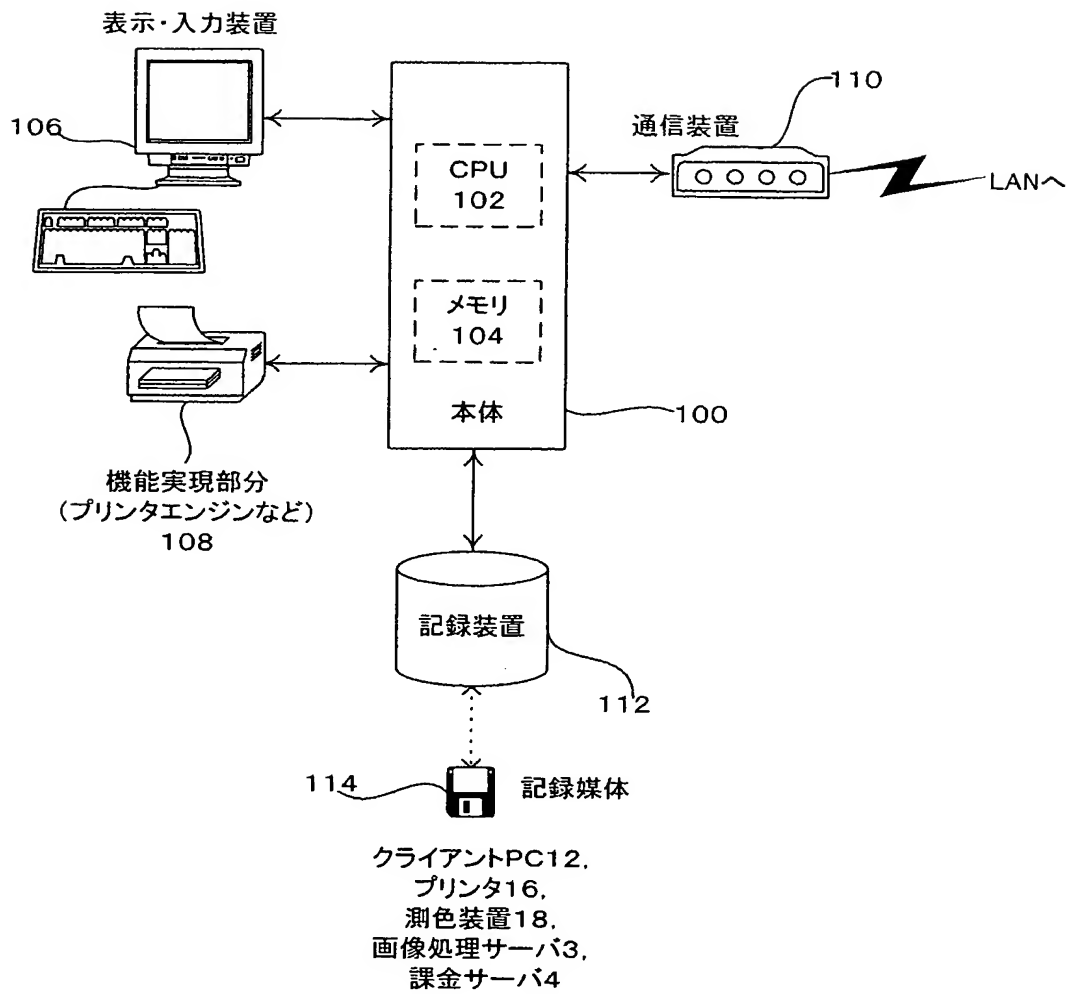 表示・入力装置
106
CPU
102
メモリ
104
本体
100
通信装置
110
LANへ
機能実現部分
(プリンタエンジンなど)
108
記録装置
112
114
記録媒体
クライアントPC12,
プリンタ16,
測色装置18,
画像処理サーバ3,
課金サーバ4